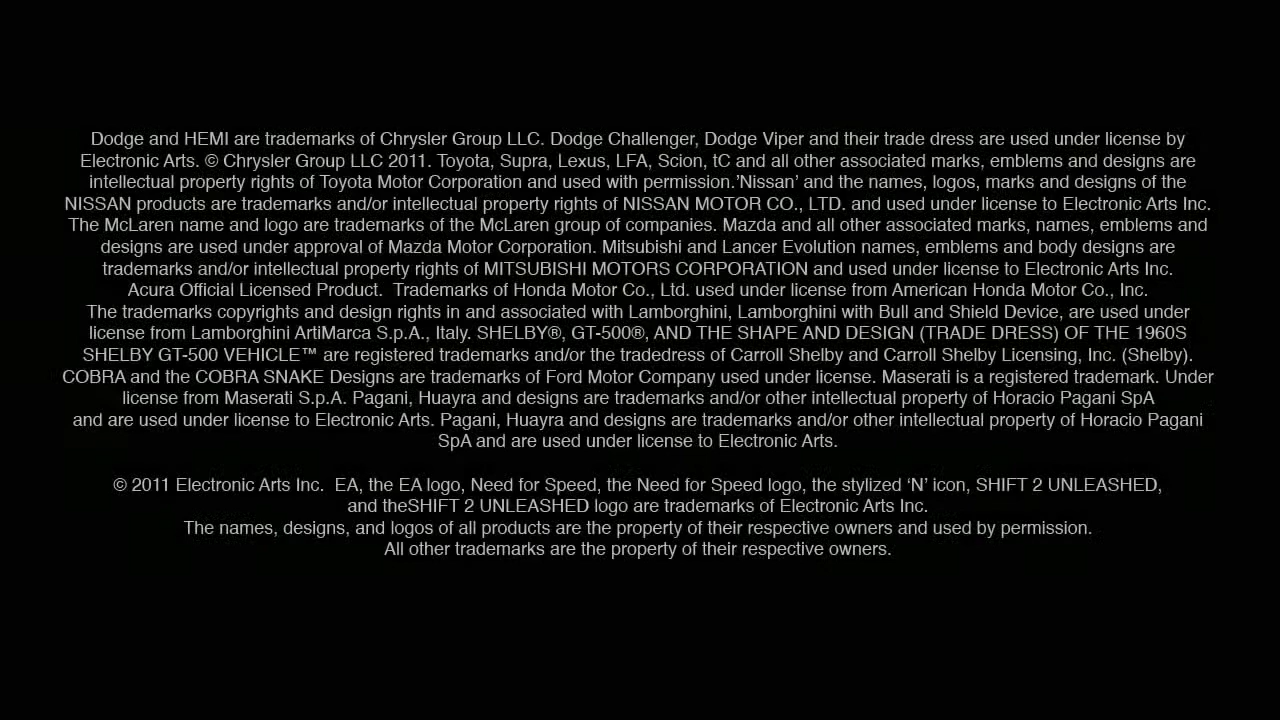 Dodge and HEMI are trademarks of Chrysler Group LLC. Dodge Challenger, Dodge Viper and their trade dress are used under license by
Electronic Arts. © Chrysler Group LLC 2011. Toyota, Supra, Lexus, LFA, Scion, tC and all other associated marks, emblems and designs are
intellectual property rights of Toyota Motor Corporation and used with permission.’Nissan’ and the names, logos, marks and designs of the
NISSAN products are trademarks and/or intellectual property rights of NISSAN MOTOR CO., LTD. and used under license to Electronic Arts Inc.
The McLaren name and logo are trademarks of the McLaren group of companies. Mazda and all other associated marks, names, emblems and
designs are used under approval of Mazda Motor Corporation. Mitsubishi and Lancer Evolution names, emblems and body designs are
trademarks and/or intellectual property rights of MITSUBISHI MOTORS CORPORATION and used under license to Electronic Arts Inc.
Acura Official Licensed Product.  Trademarks of Honda Motor Co., Ltd. used under license from American Honda Motor Co., Inc.
The trademarks copyrights and design rights in and associated with Lamborghini, Lamborghini with Bull and Shield Device, are used under
license from Lamborghini ArtiMarca S.p.A., Italy. SHELBY®, GT-500®, AND THE SHAPE AND DESIGN (TRADE DRESS) OF THE 1960S
SHELBY GT-500 VEHICLE™ are registered trademarks and/or the tradedress of Carroll Shelby and Carroll Shelby Licensing, Inc. (Shelby).
COBRA and the COBRA SNAKE Designs are trademarks of Ford Motor Company used under license. Maserati is a registered trademark. Under
license from Maserati S.p.A. Pagani, Huayra and designs are trademarks and/or other intellectual property of Horacio Pagani SpA
and are used under license to Electronic Arts. Pagani, Huayra and designs are trademarks and/or other intellectual property of Horacio Pagani
SpA and are used under license to Electronic Arts.
© 2011 Electronic Arts Inc.  EA, the EA logo, Need for Speed, the Need for Speed logo, the stylized ‘N’ icon, SHIFT 2 UNLEASHED,
and theSHIFT 2 UNLEASHED logo are trademarks of Electronic Arts Inc.
The names, designs, and logos of all products are the property of their respective owners and used by permission.
All other trademarks are the property of their respective owners.